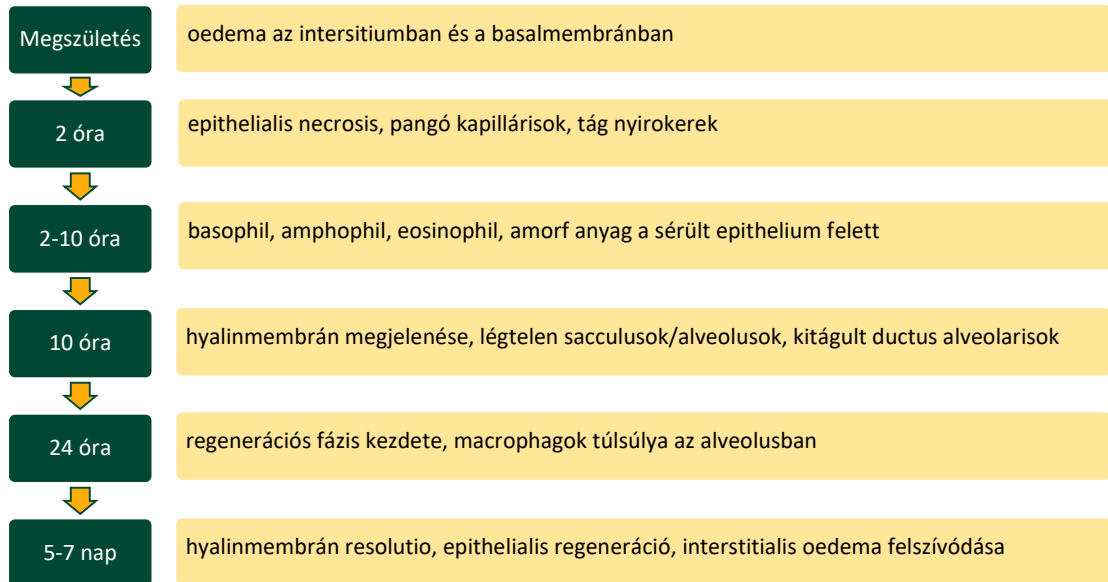 Megszületés
oedema az intersitiumban és a basalmembránban
2 óra
epithelialis necrosis, pangó kapillárisok, tág nyirokerek
2-10 óra
basophil, amphophil, eosinophil, amorf anyag a sérült epithelium felett
10 óra
hyalinmembrán megjelenése, légtelen sacculusok/alveolusok, kitágult ductus alveolarisok
24 óra
regenerációs fázis kezdete, macrophagok túlsúlya az alveolusban
5-7 nap
hyalinmembrán resolutio, epithelialis regeneráció, interstitialis oedema felszívódása